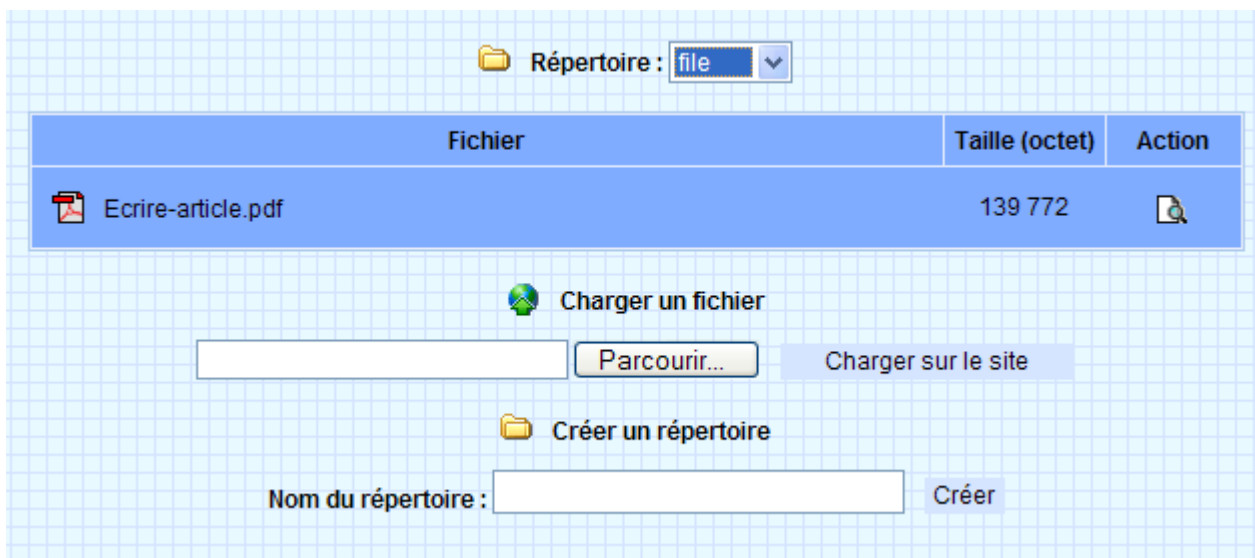 Répertoire : file
Fichier Taille (octet) Action
Ecrire-article.pdf 139 772
Charger un fichier
Parcourir... Charger sur le site
Créer un répertoire
Nom du répertoire : Créer